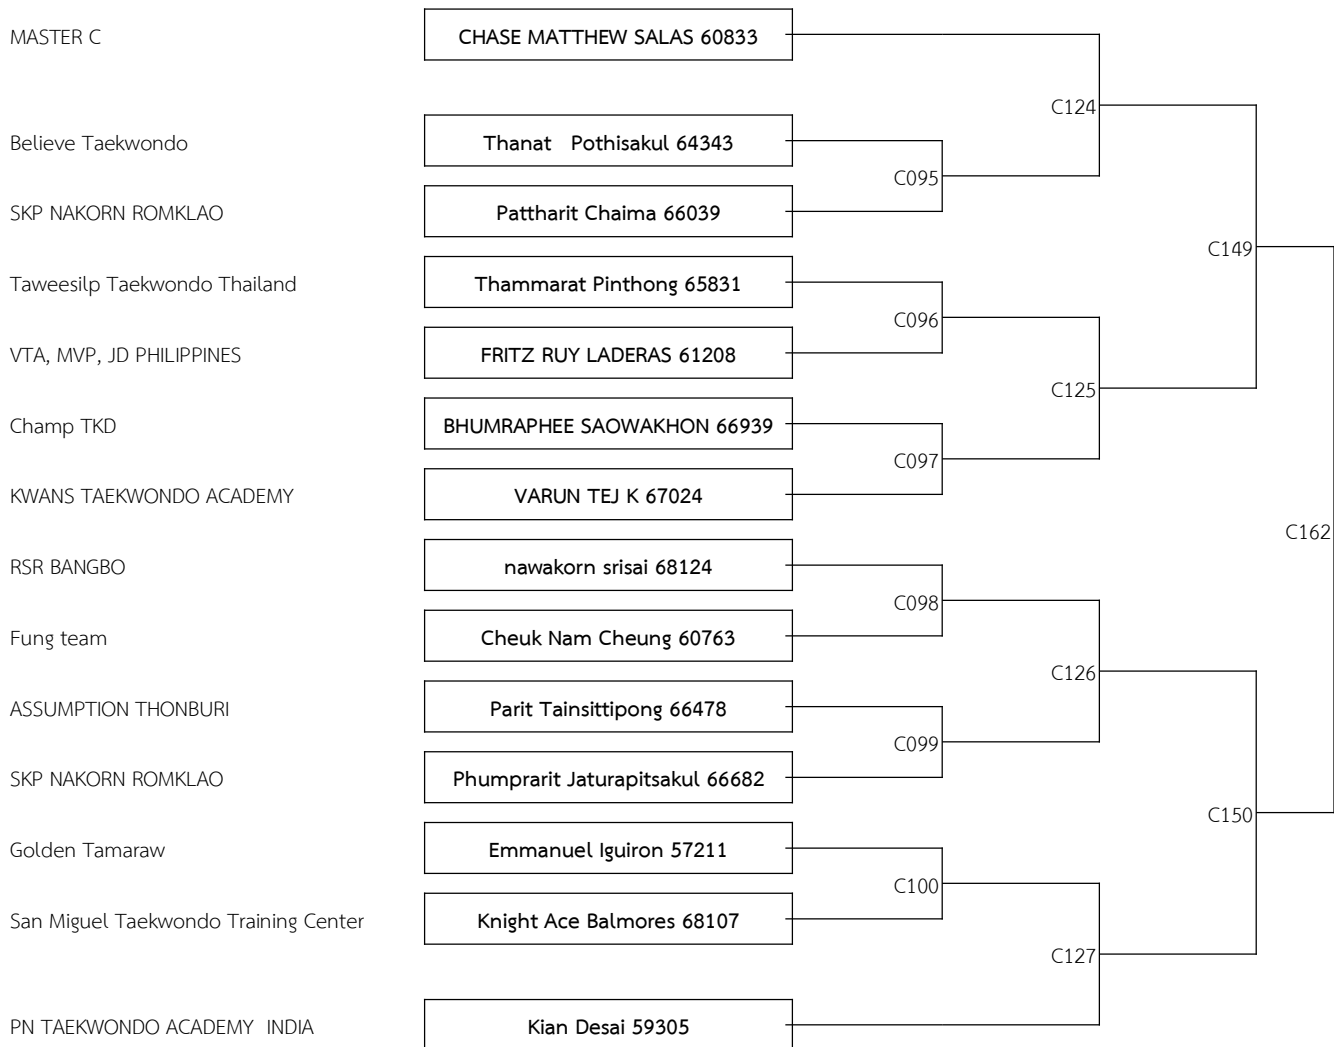 MASTER C
CHASE MATTHEW SALAS 60833
C124
Believe Taekwondo
Thanat   Pothisakul 64343
C095
SKP NAKORN ROMKLAO
Pattharit Chaima 66039
C149
Taweesilp Taekwondo Thailand
Thammarat Pinthong 65831
C096
VTA, MVP, JD PHILIPPINES
FRITZ RUY LADERAS 61208
C125
Champ TKD
BHUMRAPHEE SAOWAKHON 66939
C097
KWANS TAEKWONDO ACADEMY
VARUN TEJ K 67024
C162
RSR BANGBO
nawakorn srisai 68124
C098
Fung team
Cheuk Nam Cheung 60763
C126
ASSUMPTION THONBURI
Parit Tainsittipong 66478
C099
SKP NAKORN ROMKLAO
Phumprarit Jaturapitsakul 66682
C150
Golden Tamaraw
Emmanuel Iguiron 57211
C100
San Miguel Taekwondo Training Center
Knight Ace Balmores 68107
C127
PN TAEKWONDO ACADEMY  INDIA
Kian Desai 59305